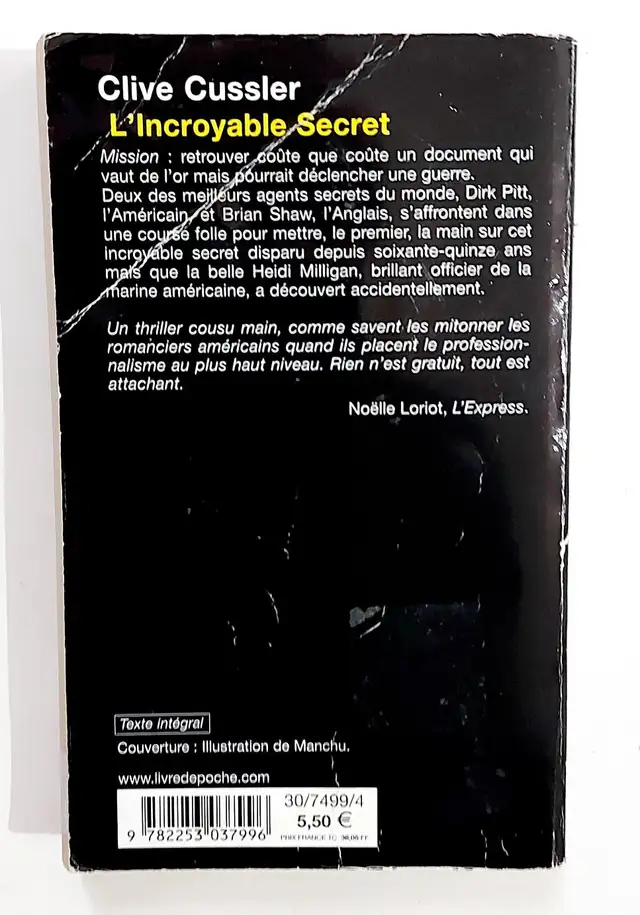 Clive Cussler
L'Incroyable Secret
Mission : retrouver coûte que coûte un document qui
vaut de l'or mais pourrait déclencher une guerre.
Deux des meilleurs agents secrets du monde, Dirk Pitt,
l'Américain, et Brian Shaw, l'Anglais, s'affrontent dans
une course folle pour mettre, le premier, la main sur cet
incroyable secret disparu depuis soixante-quinze ans
mais que la belle Heidi Milligan, brillant officier de la
marine américaine, a découvert accidentellement.
Un thriller cousu main, comme savent les mitonner les
romanciers américains quand ils placent le profession-
nalisme au plus haut niveau. Rien n'est gratuit, tout est
attachant.
Noëlle Loriot, L'Express.
Texte intégral
Couverture : Illustration de Manchu.
www.livredepoche.com
30/7499/4
5,50 €
PRIX FRANCE TC
9 782253 037996